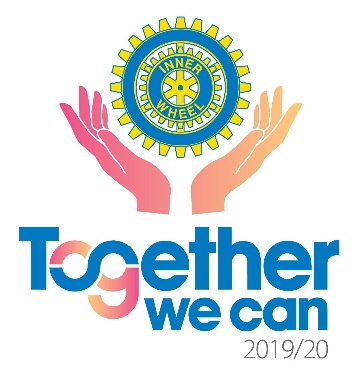 INNER
WHEEL
Together
we can
2019/20